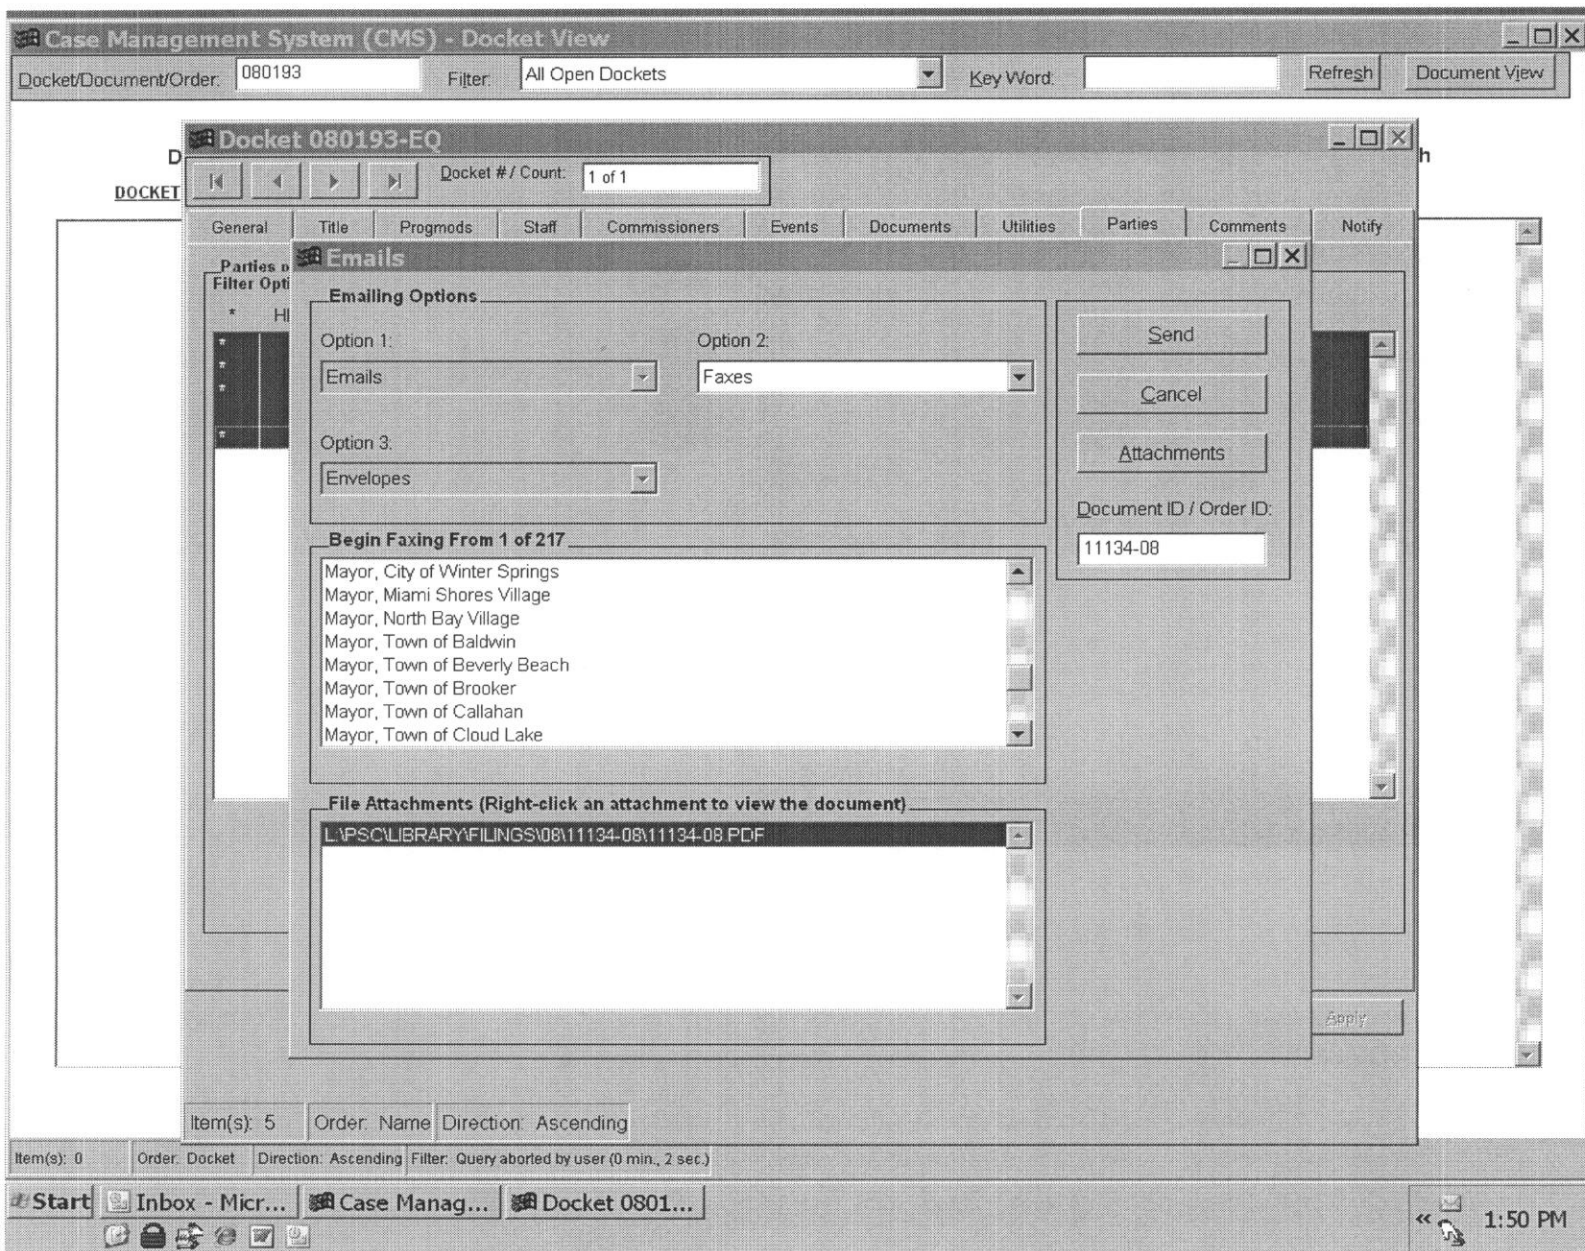 Case Management System (CMS) - Docket View
Docket/Document/Order: 080193 Filter: All Open Dockets Key Word: Refresh Document View
Docket 080193-EQ
D h
DOCKET
Docket # / Count: 1 of 1
General Title Progmods Staff Commissioners Events Documents Utilities Parties Comments Notify
Parties
Filter Opti
* HI
*
*
*
*
Emails
Emailing Options
Option 1: Option 2:
Emails Faxes
Option 3:
Envelopes
Send
Cancel
Attachments
Document ID / Order ID:
11134-08
Begin Faxing From 1 of 217
Mayor, City of Winter Springs
Mayor, Miami Shores Village
Mayor, North Bay Village
Mayor, Town of Baldwin
Mayor, Town of Beverly Beach
Mayor, Town of Brooker
Mayor, Town of Callahan
Mayor, Town of Cloud Lake
File Attachments (Right-click an attachment to view the document)
L:\PSC\LIBRARY\FILINGS\08\11134-08\11134-08.PDF
Apply
Item(s): 5 Order: Name Direction: Ascending
Item(s): 0 Order: Docket Direction: Ascending Filter: Query aborted by user (0 min., 2 sec.)
Start Inbox - Micr... Case Manag... Docket 0801...
« 1:50 PM